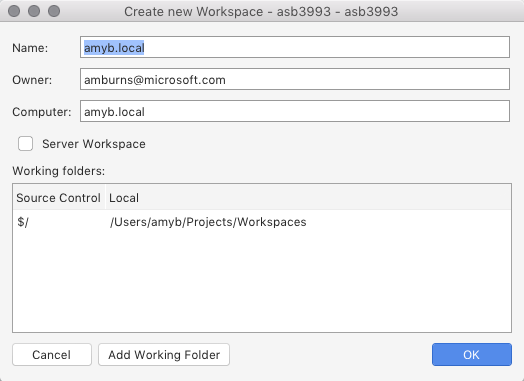 Create new Workspace - asb3993 - asb3993
Name: amyb.local
Owner: amburns@microsoft.com
Computer: amyb.local
Server Workspace
Working folders:
Source Control Local
$/ /Users/amyb/Projects/Workspaces
Cancel Add Working Folder OK